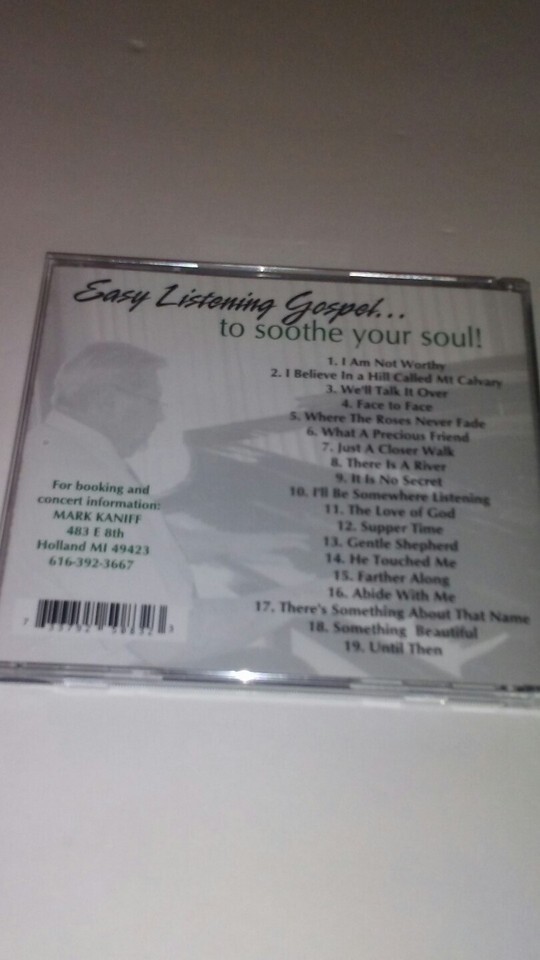 Easy Listening Gospel...
to soothe your soul!
1. I Am Not Worthy
2. I Believe In a Hill Called Mt Calvary
3. We'll Talk It Over
4. Face to Face
5. Where The Roses Never Fade
6. What A Precious Friend
7. Just A Closer Walk
8. There Is A River
9. It Is No Secret
10. I'll Be Somewhere Listening
11. The Love of God
12. Supper Time
13. Gentle Shepherd
14. He Touched Me
15. Farther Along
16. Abide With Me
17. There's Something About That Name
18. Something Beautiful
19. Until Then
For booking and
concert information:
MARK KANIFF
483 E 8th
Holland MI 49423
616-392-3667